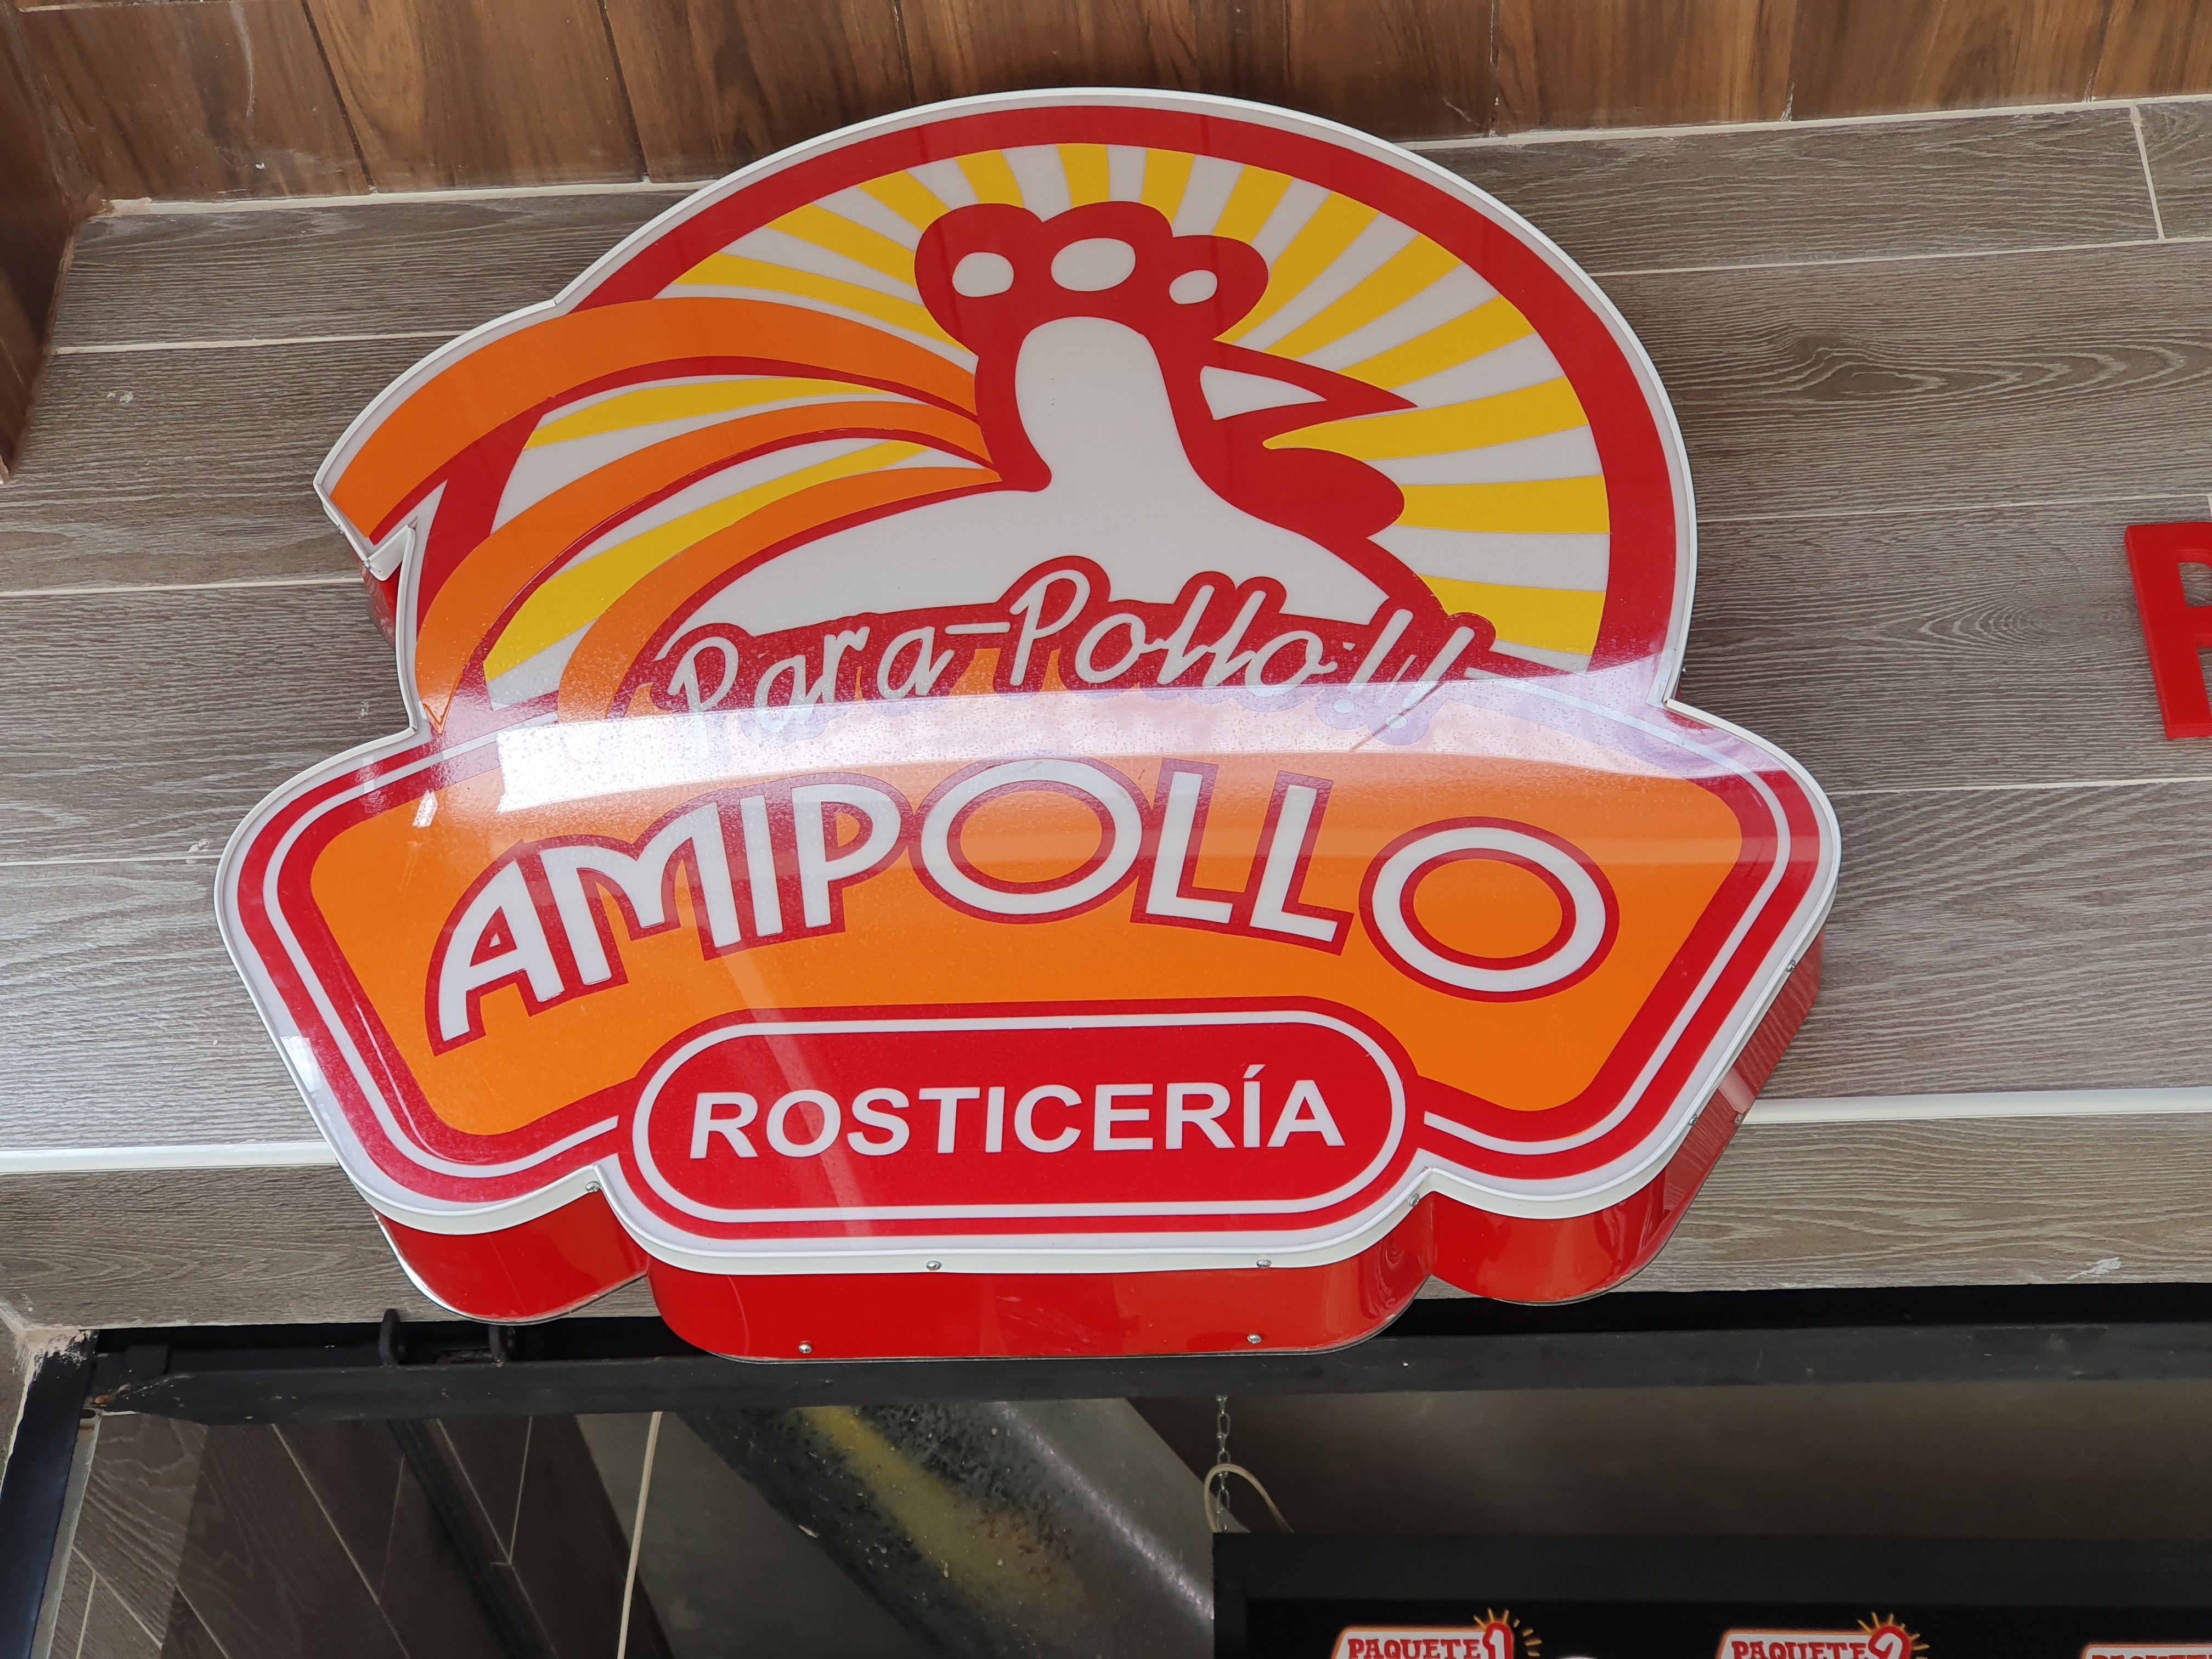 Para-Pollo!!
AMIPOLLO
ROSTICERÍA
PAQUETE 1
PAQUETE 2